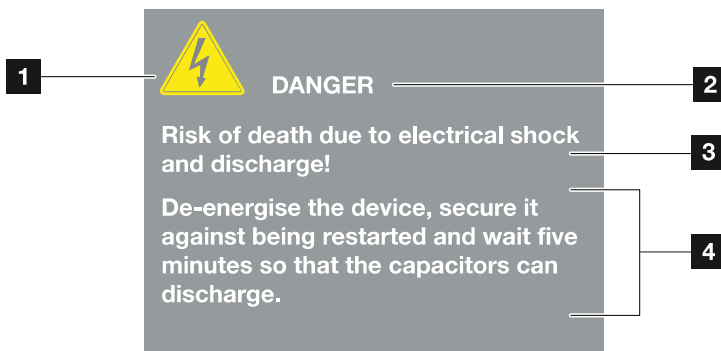 1
DANGER
2
Risk of death due to electrical shock
and discharge!
3
De-energise the device, secure it
against being restarted and wait five
minutes so that the capacitors can
discharge.
4